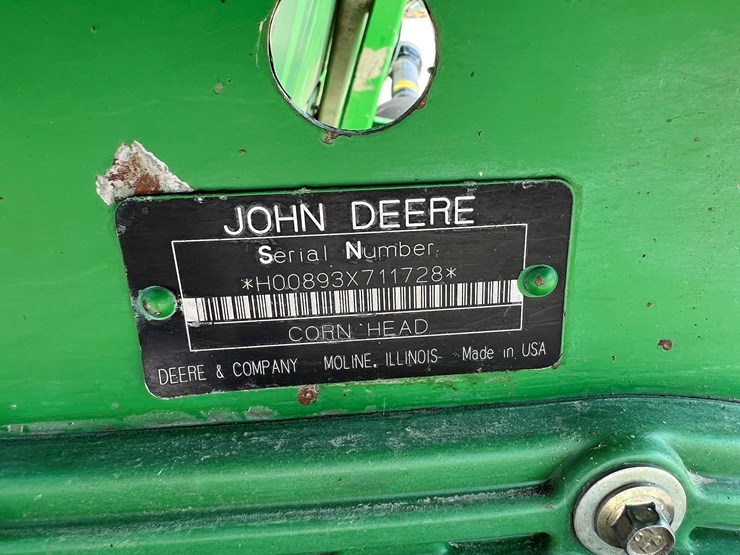 JOHN DEERE
Serial Number
*H00893X711728*
CORN HEAD
DEERE & COMPANY MOLINE, ILLINOIS Made in USA